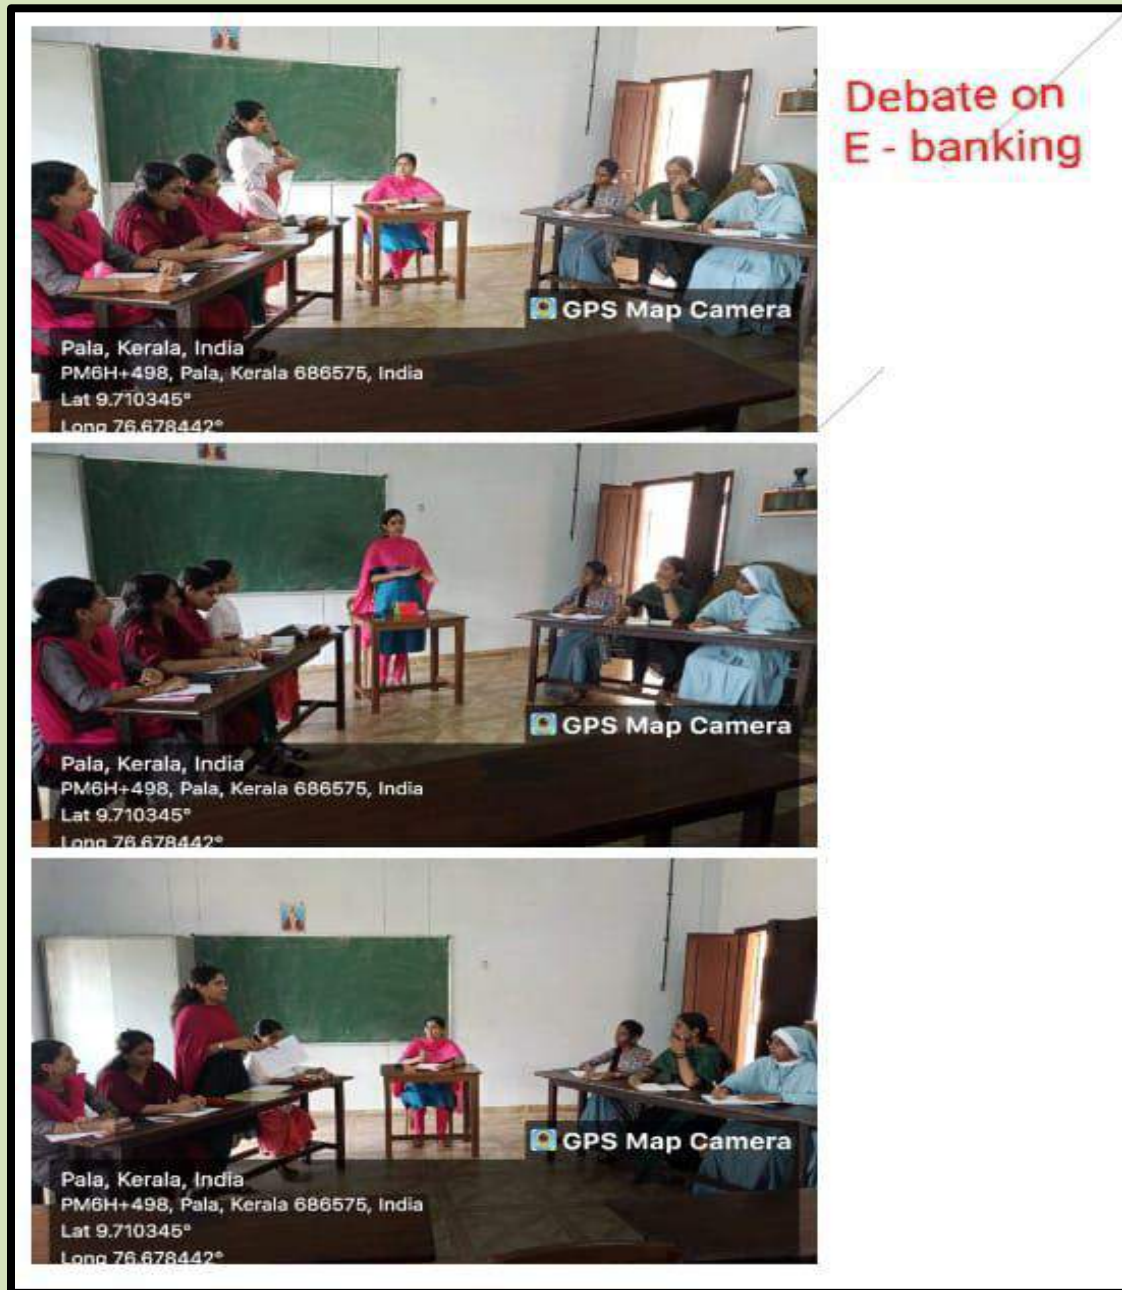 Debate on
E - banking
GPS Map Camera
Pala, Kerala, India
PM6H+498, Pala, Kerala 686575, India
Lat 9.710345°
Long 76.678442°
GPS Map Camera
Pala, Kerala, India
PM6H+498, Pala, Kerala 686575, India
Lat 9.710345°
Long 76.678442°
GPS Map Camera
Pala, Kerala, India
PM6H+498, Pala, Kerala 686575, India
Lat 9.710345°
Long 76.678442°